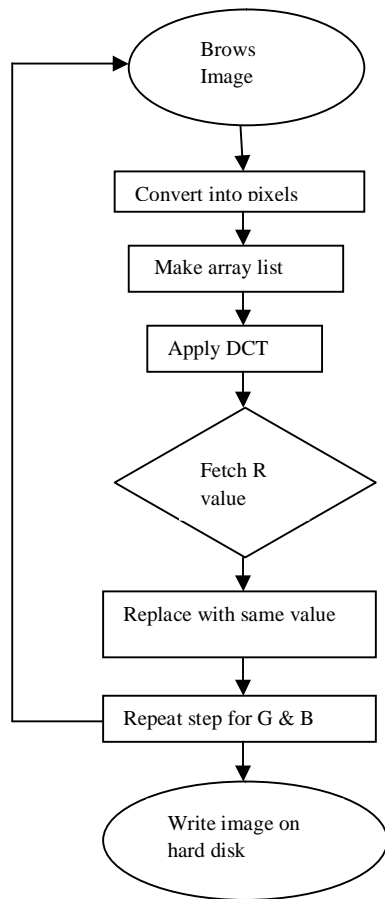 Brows
Image
Convert into pixels
Make array list
Apply DCT
Fetch R
value
Replace with same value
Repeat step for G & B
Write image on
hard disk